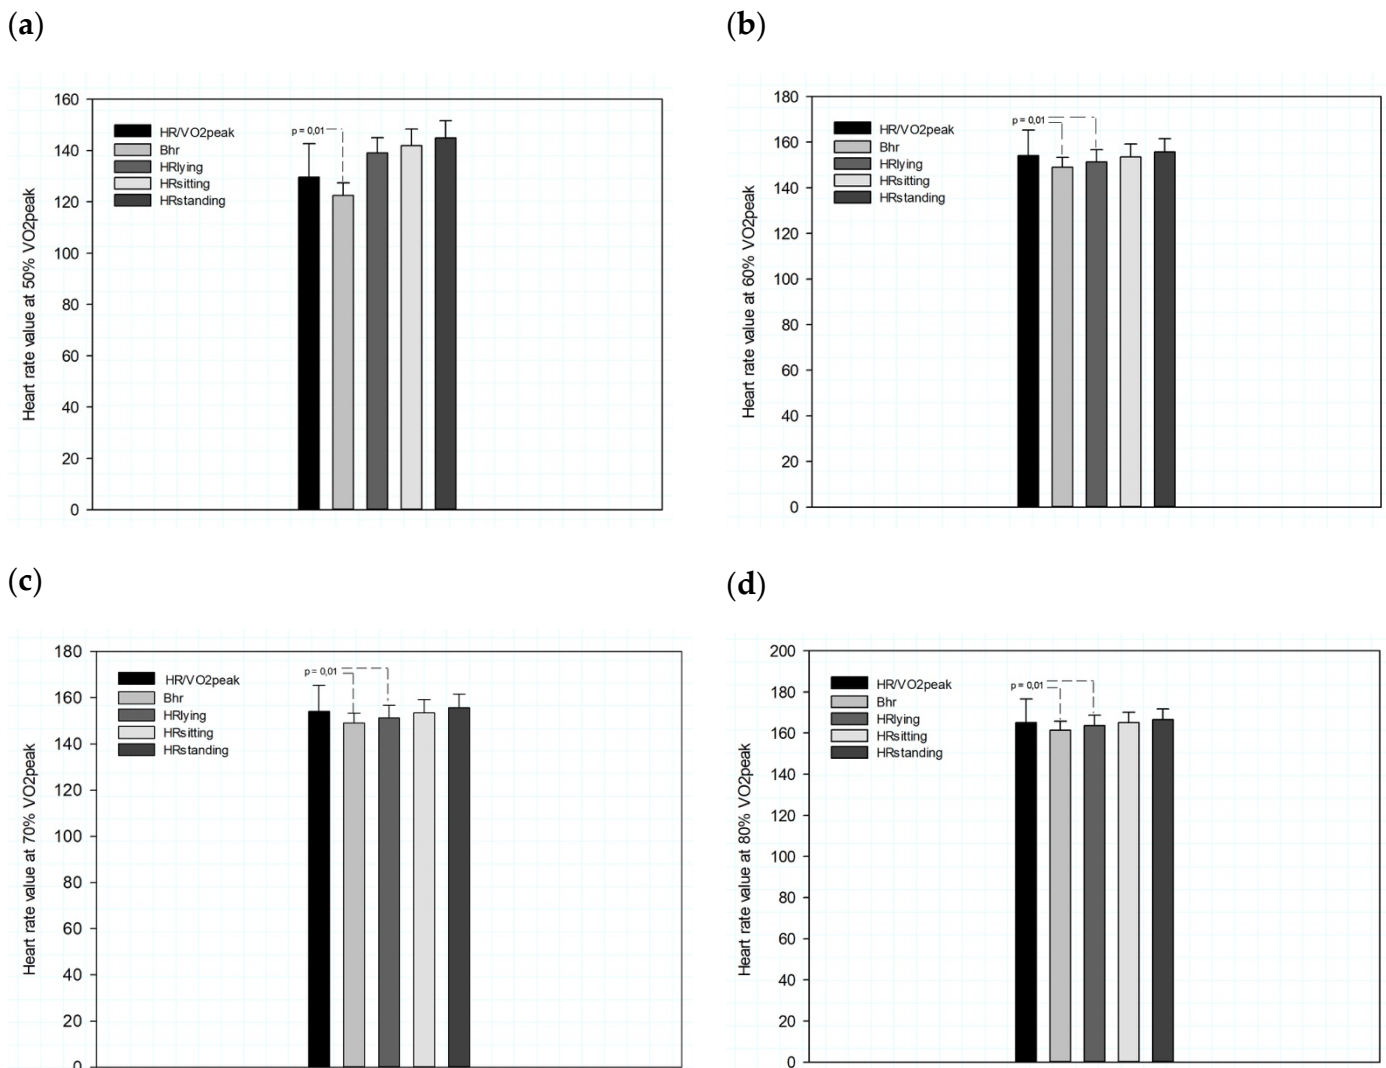 (a)
160
140
120
100
80
60
40
20
0
Heart rate value at 50% VO2peak
HR/VO2peak
Bhr
HRlying
HRsitting
HRstanding
p = 0,01
(b)
180
160
140
120
100
80
60
40
20
0
Heart rate value at 60% VO2peak
HR/VO2peak
Bhr
HRlying
HRsitting
HRstanding
p = 0,01
(c)
180
160
140
120
100
80
60
40
20
0
Heart rate value at 70% VO2peak
HR/VO2peak
Bhr
HRlying
HRsitting
HRstanding
p = 0,01
(d)
200
180
160
140
120
100
80
60
40
20
0
Heart rate value at 80% VO2peak
HR/VO2peak
Bhr
HRlying
HRsitting
HRstanding
p = 0,01